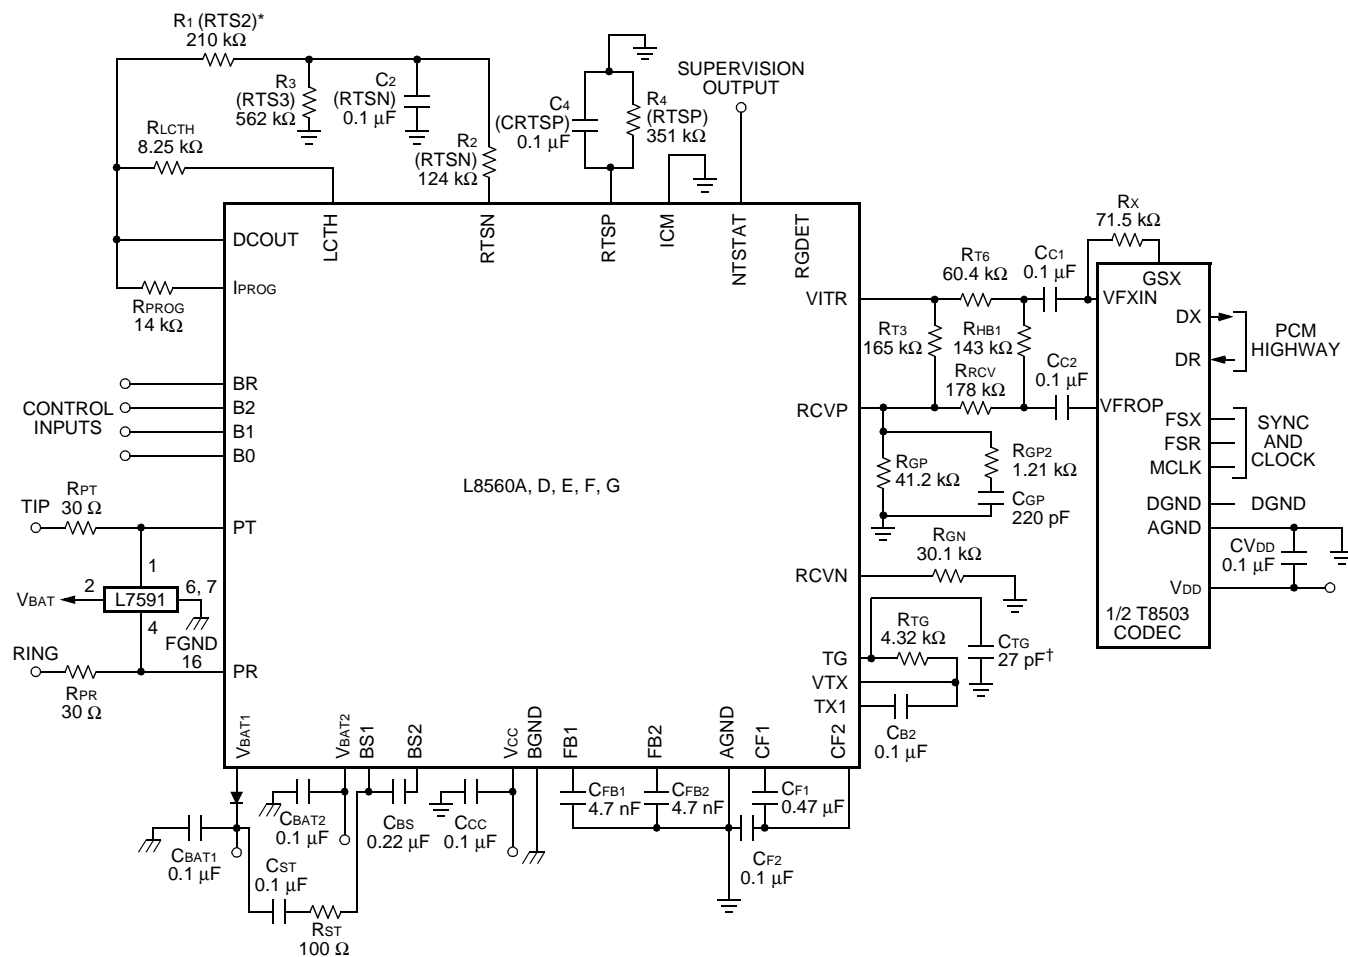 R1 (RTS2)*
210 kΩ
R3
(RTS3)
562 kΩ
C2
(RTSN)
0.1 µF
RLCTH
8.25 kΩ
R2
(RTSN)
124 kΩ
C4
(CRTSP)
0.1 µF
R4
(RTSP)
351 kΩ
SUPERVISION
OUTPUT
LCTH
RTSN
RTSP
ICM
NTSTAT
RGDET
DCOUT
IPROG
RPROG
14 kΩ
BR
B2
B1
B0
CONTROL
INPUTS
RPT
30 Ω
TIP
PT
1
2
6, 7
VBAT
L7591
4
FGND
16
RING
PR
RPR
30 Ω
L8560A, D, E, F, G
VITR
RCVP
RCVN
TG
VTX
TX1
RT6
60.4 kΩ
CC1
0.1 µF
RX
71.5 kΩ
RT3
165 kΩ
RHB1
143 kΩ
RRCV
178 kΩ
CC2
0.1 µF
RGP
41.2 kΩ
RGP2
1.21 kΩ
CGP
220 pF
RGN
30.1 kΩ
RTG
4.32 kΩ
CTG
27 pF†
CB2
0.1 µF
GSX
VFXIN
DX
DR
PCM
HIGHWAY
VFROP
FSX
FSR
MCLK
SYNC
AND
CLOCK
DGND
DGND
AGND
CVDD
0.1 µF
VDD
1/2 T8503
CODEC
VBAT1
VBAT2
BS1
BS2
VCC
BGND
FB1
FB2
AGND
CF1
CF2
CBAT1
0.1 µF
CBAT2
0.1 µF
CST
0.1 µF
RST
100 Ω
CBS
0.22 µF
CCC
0.1 µF
CFB1
4.7 nF
CFB2
4.7 nF
CF1
0.47 µF
CF2
0.1 µF